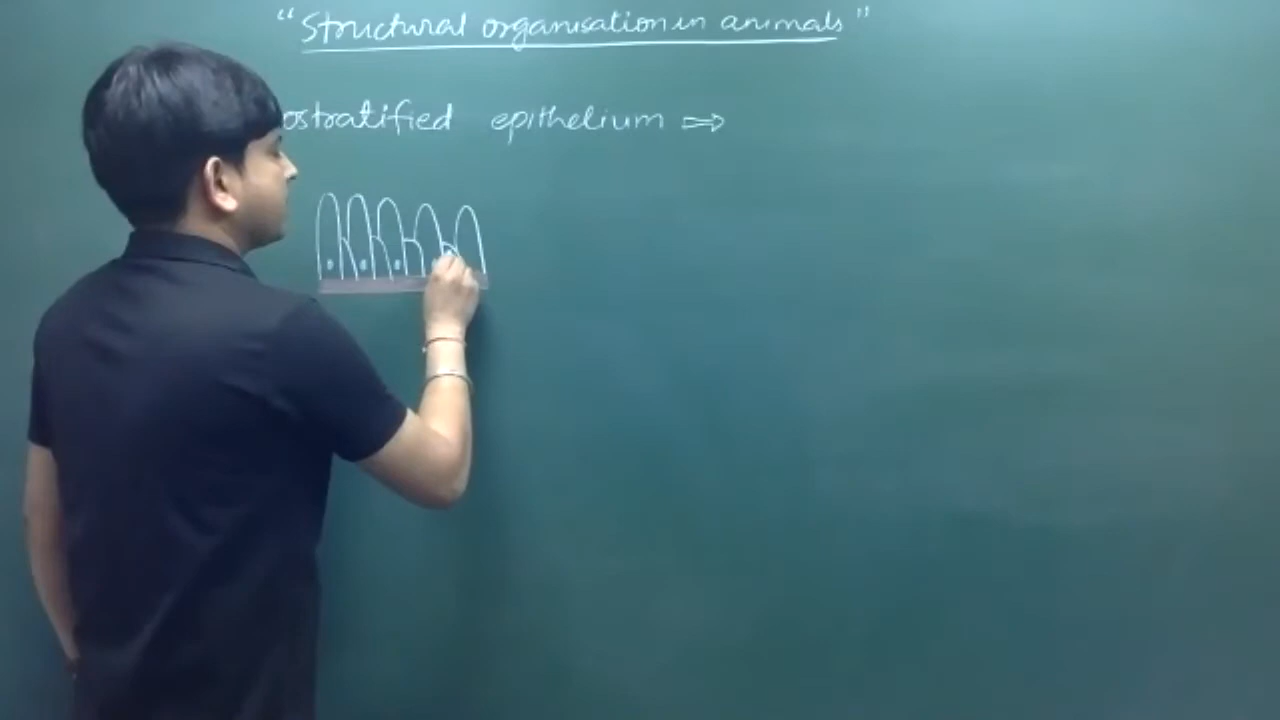 "Structural organisation in animals"
ostratified epithelium ⇒